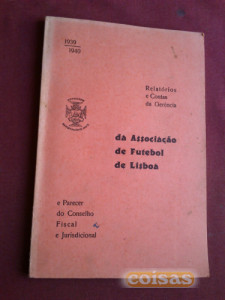 1939
1940
Relatórios
e Contas
da Gerência
da Associação
de Futebol
de Lisboa
e Parecer
do Conselho
Fiscal
e Jurisdicional
coisas